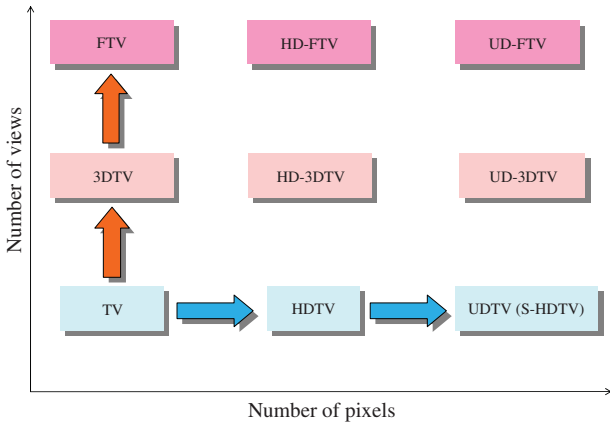 FTV
HD-FTV
UD-FTV
Number of views
3DTV
HD-3DTV
UD-3DTV
TV
HDTV
UDTV (S-HDTV)
Number of pixels